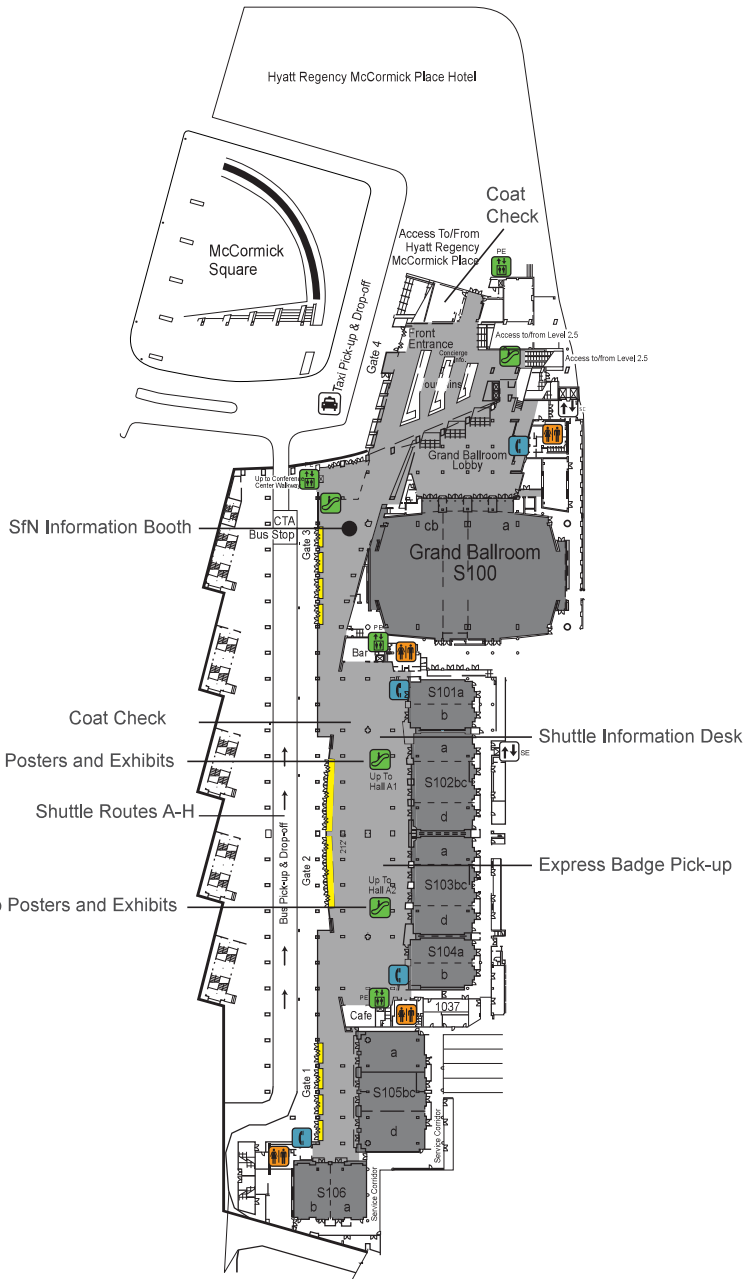 Hyatt Regency McCormick Place Hotel
Coat
Check
Access To/From
Hyatt Regency
McCormick Place
PE
McCormick
Square
Taxi Pick-up & Drop-off
Gate 4
Front
Entrance
Concierge
Info.
Access to/from Level 2.5
Access to/from Level 2.5
Grand Ballroom
Lobby
Up to Conference
Center Walkway
SfN Information Booth
CTA
Bus Stop
Gate 3
cb
a
Grand Ballroom
S100
PE
Bar
S101a
b
Coat Check
Shuttle Information Desk
a
SE
Posters and Exhibits
Up To
Hall A1
S102bc
Shuttle Routes A-H
d
Bus Pick-up & Drop-off
212'
Gate 2
a
Express Badge Pick-up
Up To
Hall A2
S103bc
Posters and Exhibits
d
S104a
b
PE
Cafe
1037
Gate 1
a
S105bc
d
Service Corridor
S106
b
a
Service Corridor